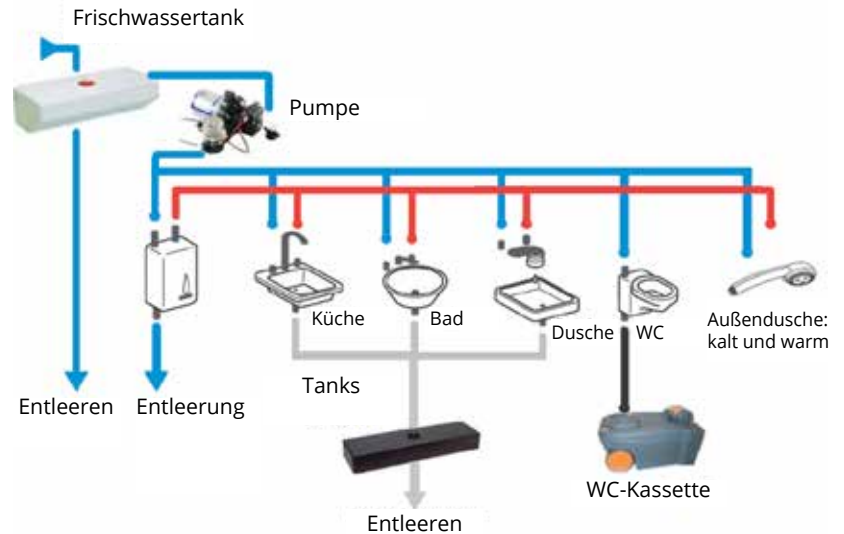 Frischwassertank
Pumpe
Küche
Bad
Dusche
WC
Außendusche:
kalt und warm
Tanks
Entleeren
Entleerung
WC-Kassette
Entleeren